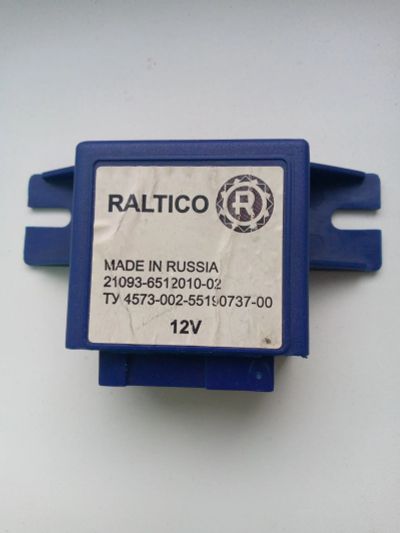 RALTICO R
MADE IN RUSSIA
21093-6512010-02
ТУ 4573-002-55190737-00
12V